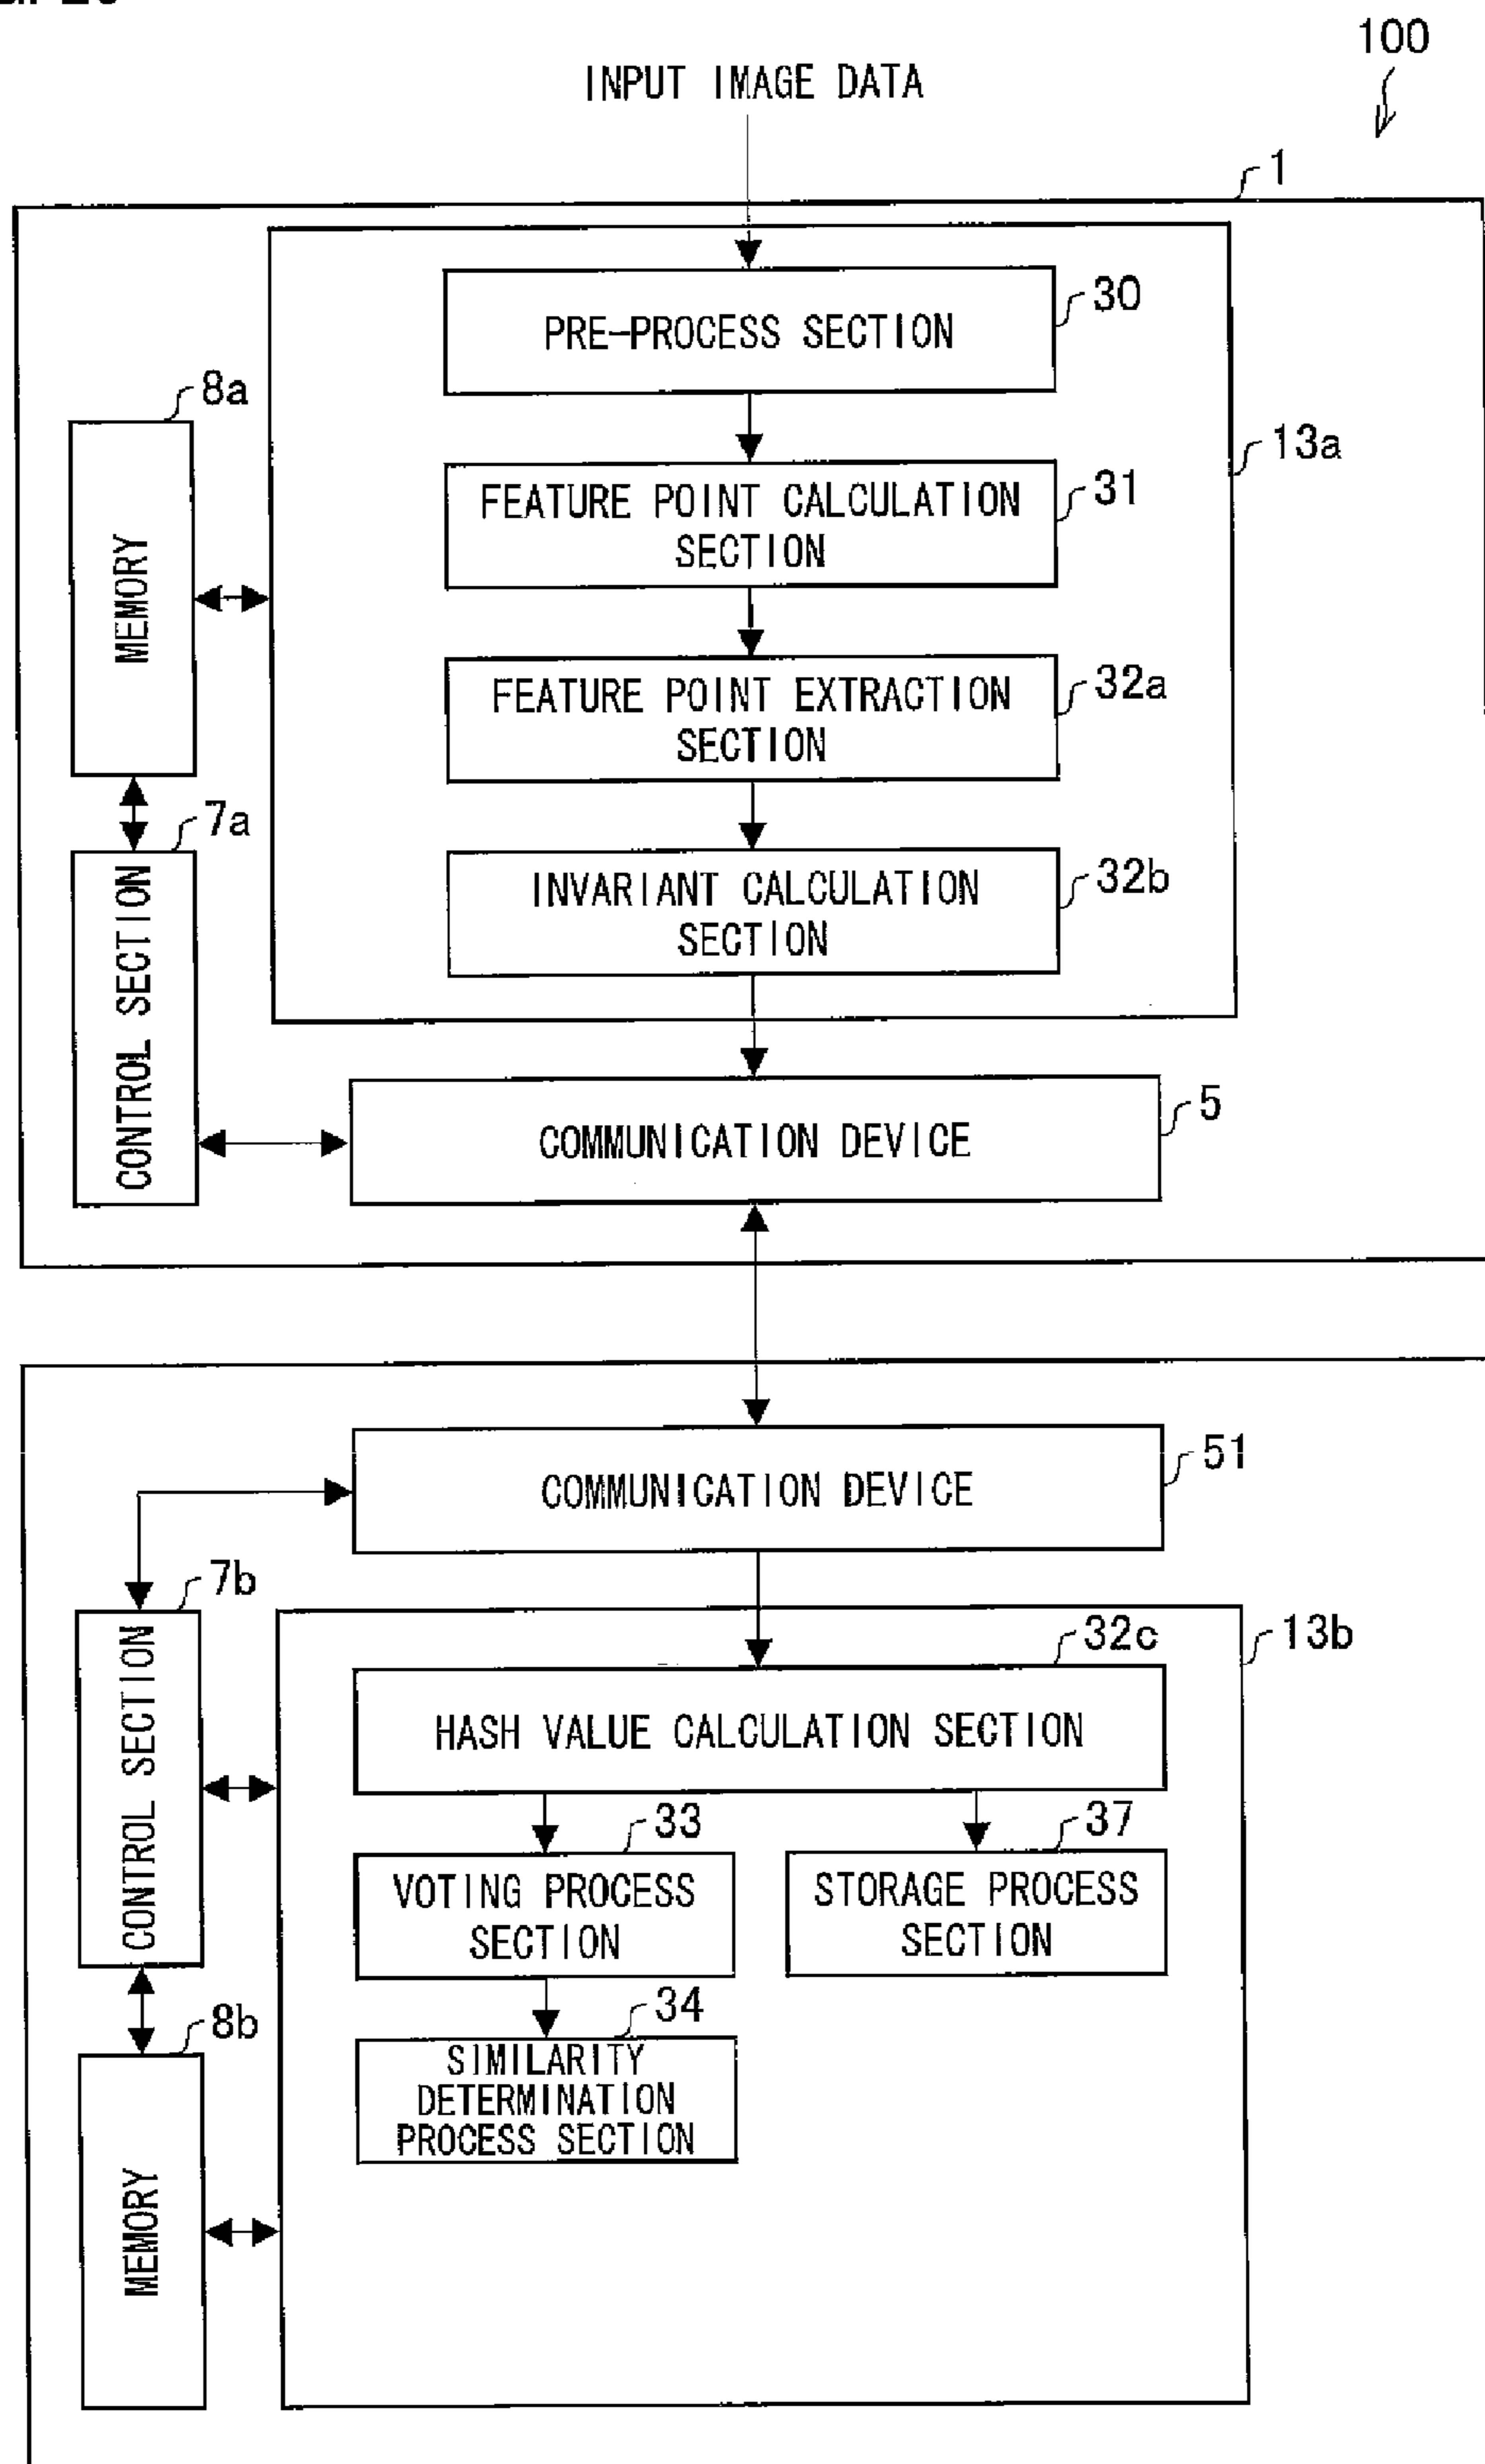 100
INPUT IMAGE DATA
1
PRE-PROCESS SECTION
30
8a
13a
MEMORY
FEATURE POINT CALCULATION
SECTION
31
FEATURE POINT EXTRACTION
SECTION
32a
7a
CONTROL SECTION
INVARIANT CALCULATION
SECTION
32b
COMMUNICATION DEVICE
5
COMMUNICATION DEVICE
51
7b
CONTROL SECTION
32c
13b
HASH VALUE CALCULATION SECTION
33
37
VOTING PROCESS
SECTION
STORAGE PROCESS
SECTION
8b
MEMORY
34
SIMILARITY
DETERMINATION
PROCESS SECTION